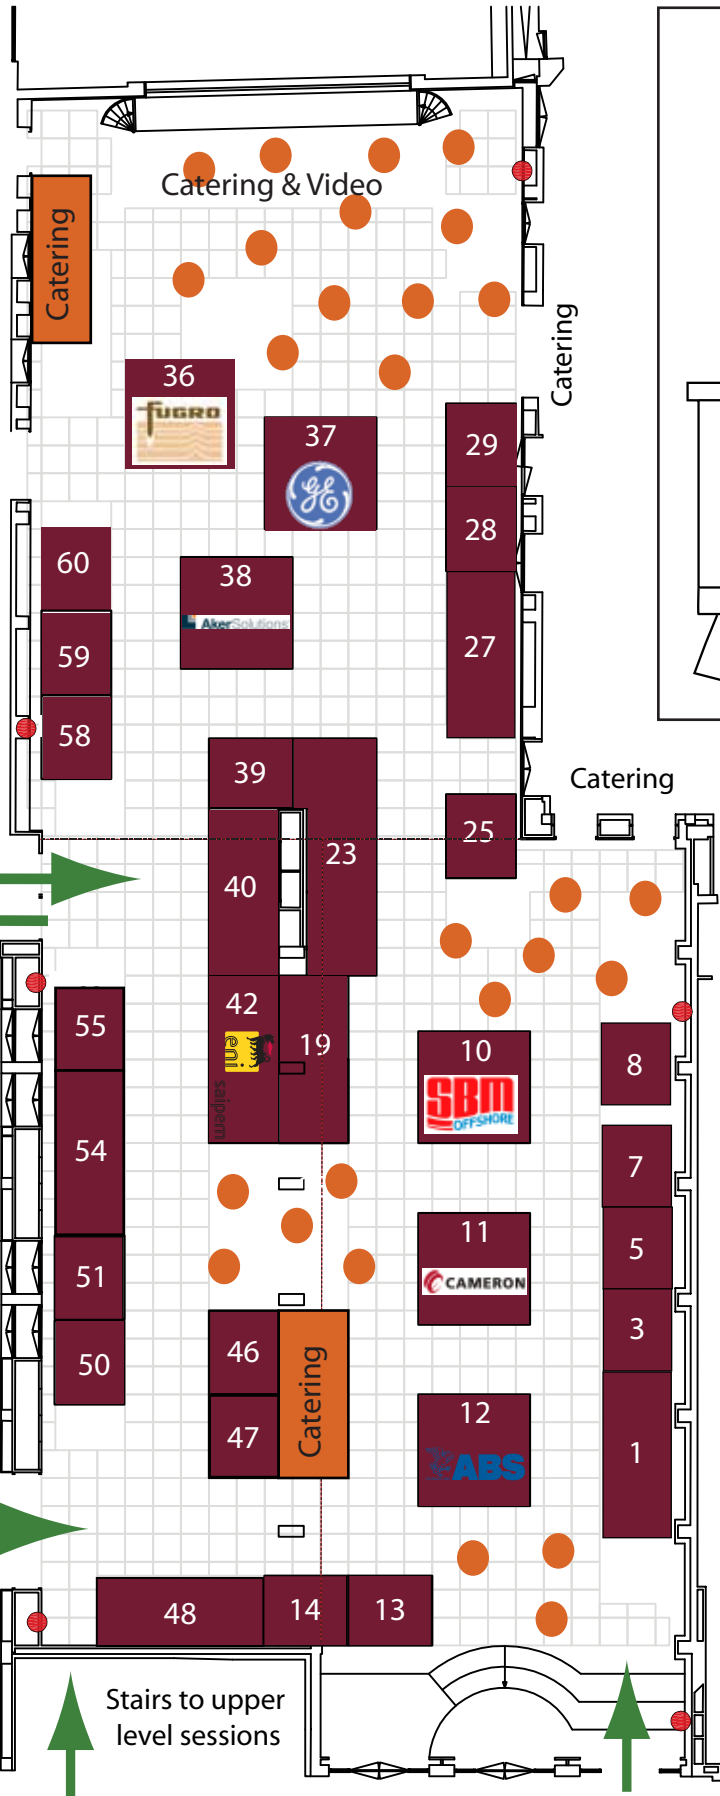 Catering & Video
Catering
36
FUGRO
37
GE
Catering
29
28
60
38
AkerSolutions
59
27
58
39
Catering
25
23
40
42
eni
saipem
19
55
10
SBM
OFFSHORE
8
54
7
11
CAMERON
5
51
3
46
Catering
50
12
ABS
47
1
48
14
13
Stairs to upper
level sessions